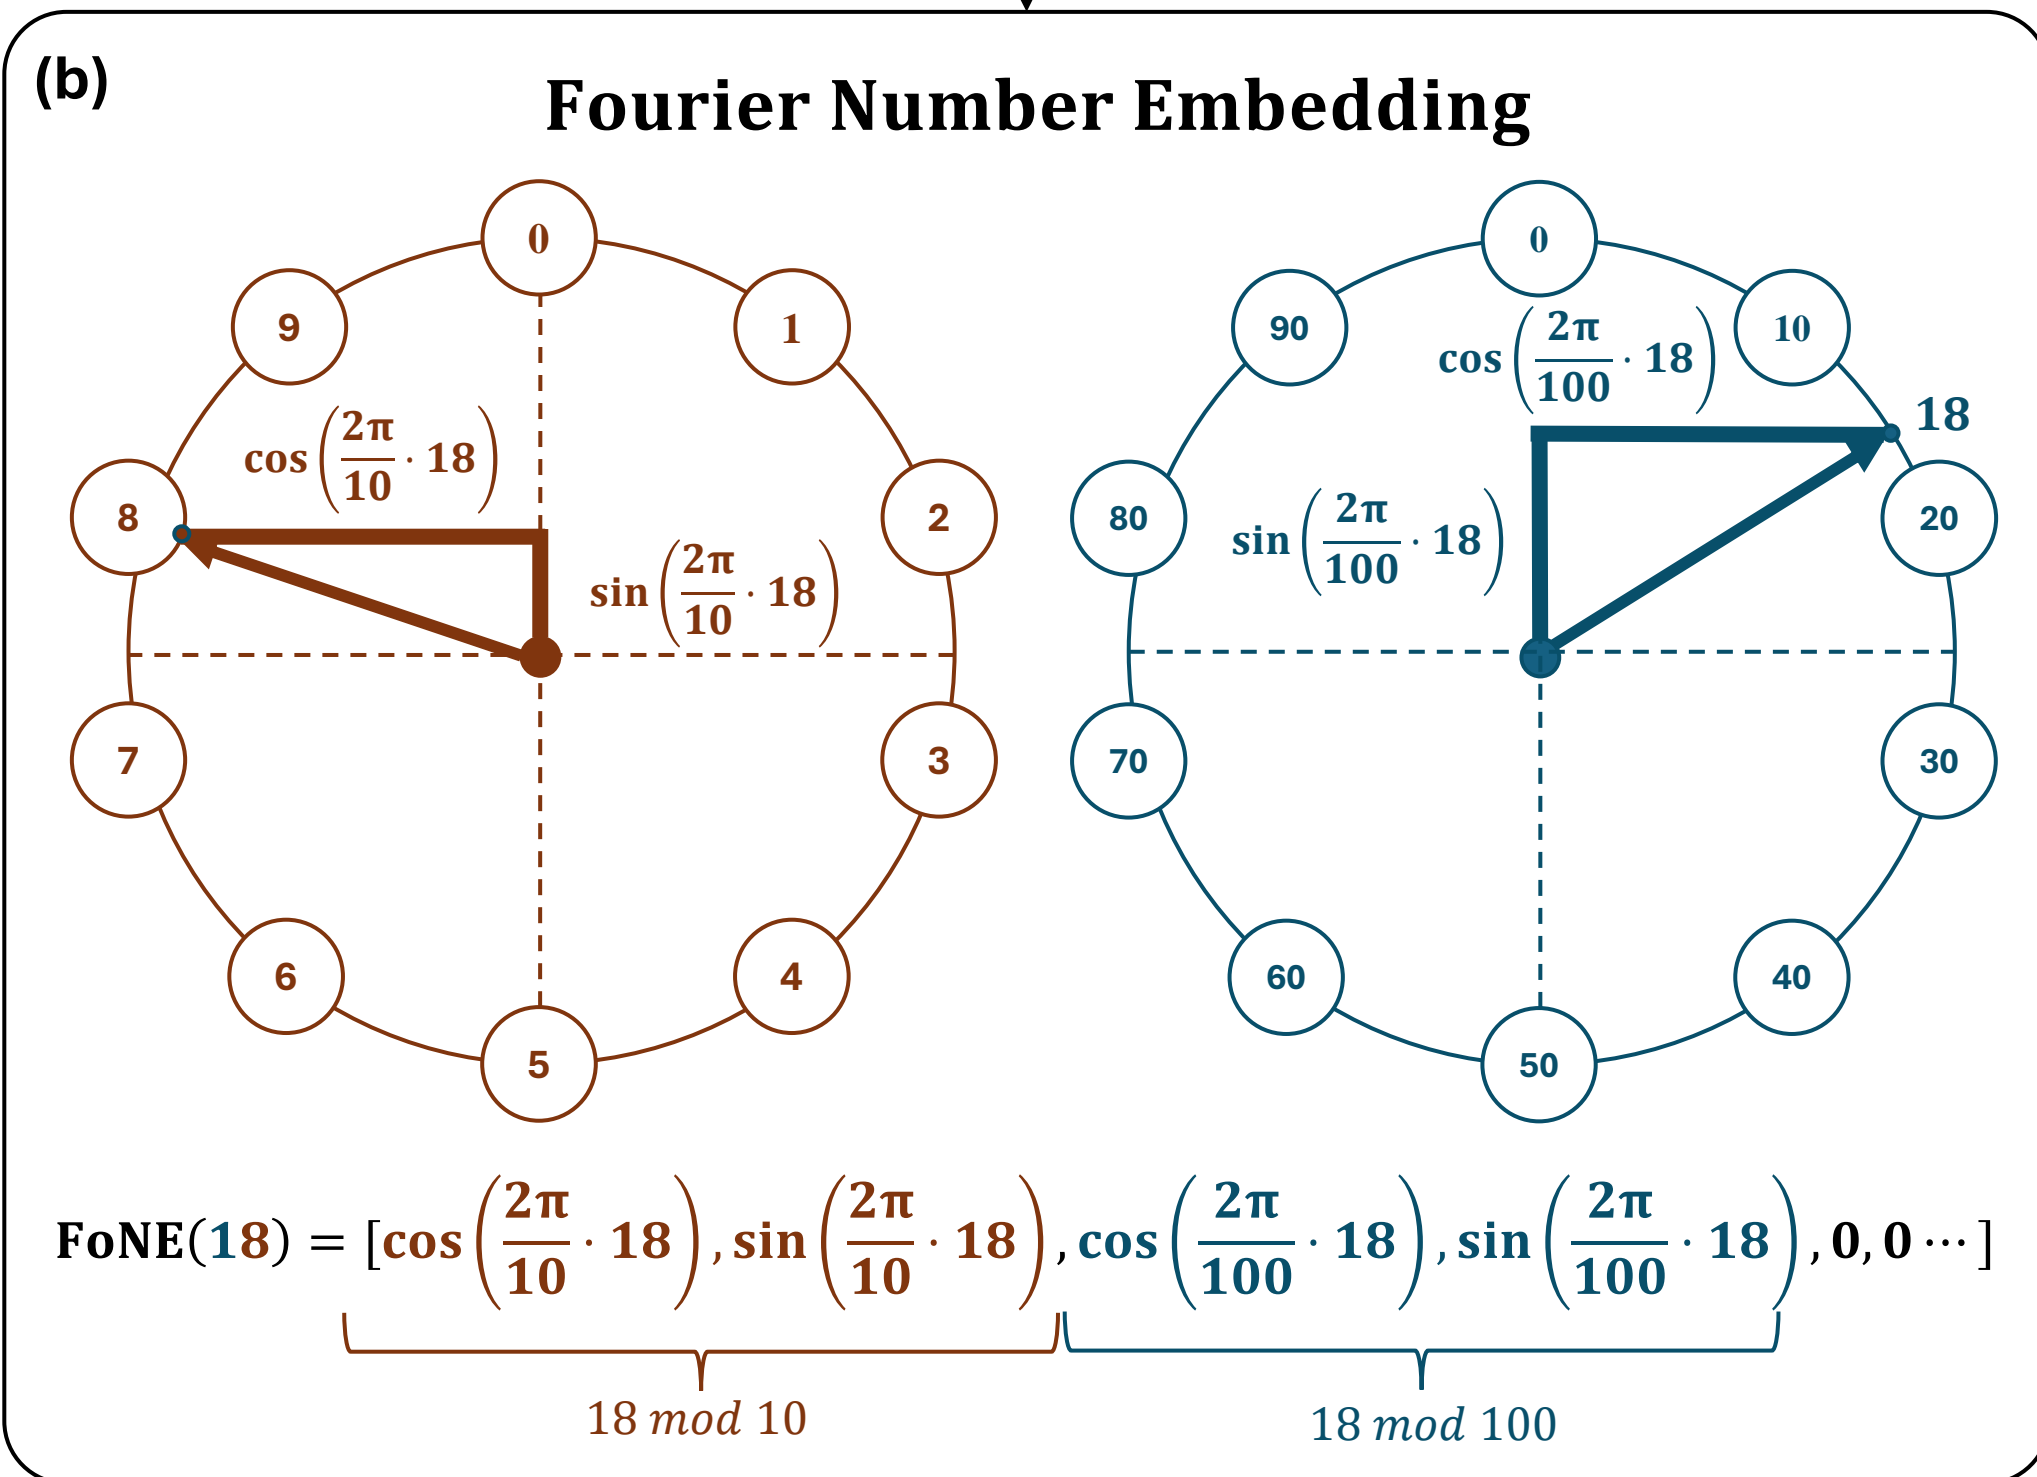 (b)
Fourier Number Embedding
0
1
2
3
4
5
6
7
8
9
cos(2π/10 · 18)
sin(2π/10 · 18)
0
10
18
20
30
40
50
60
70
80
90
cos(2π/100 · 18)
sin(2π/100 · 18)
FoNE(18) = [cos(2π/10 · 18), sin(2π/10 · 18), cos(2π/100 · 18), sin(2π/100 · 18), 0, 0 ⋯ ]
18 mod 10
18 mod 100